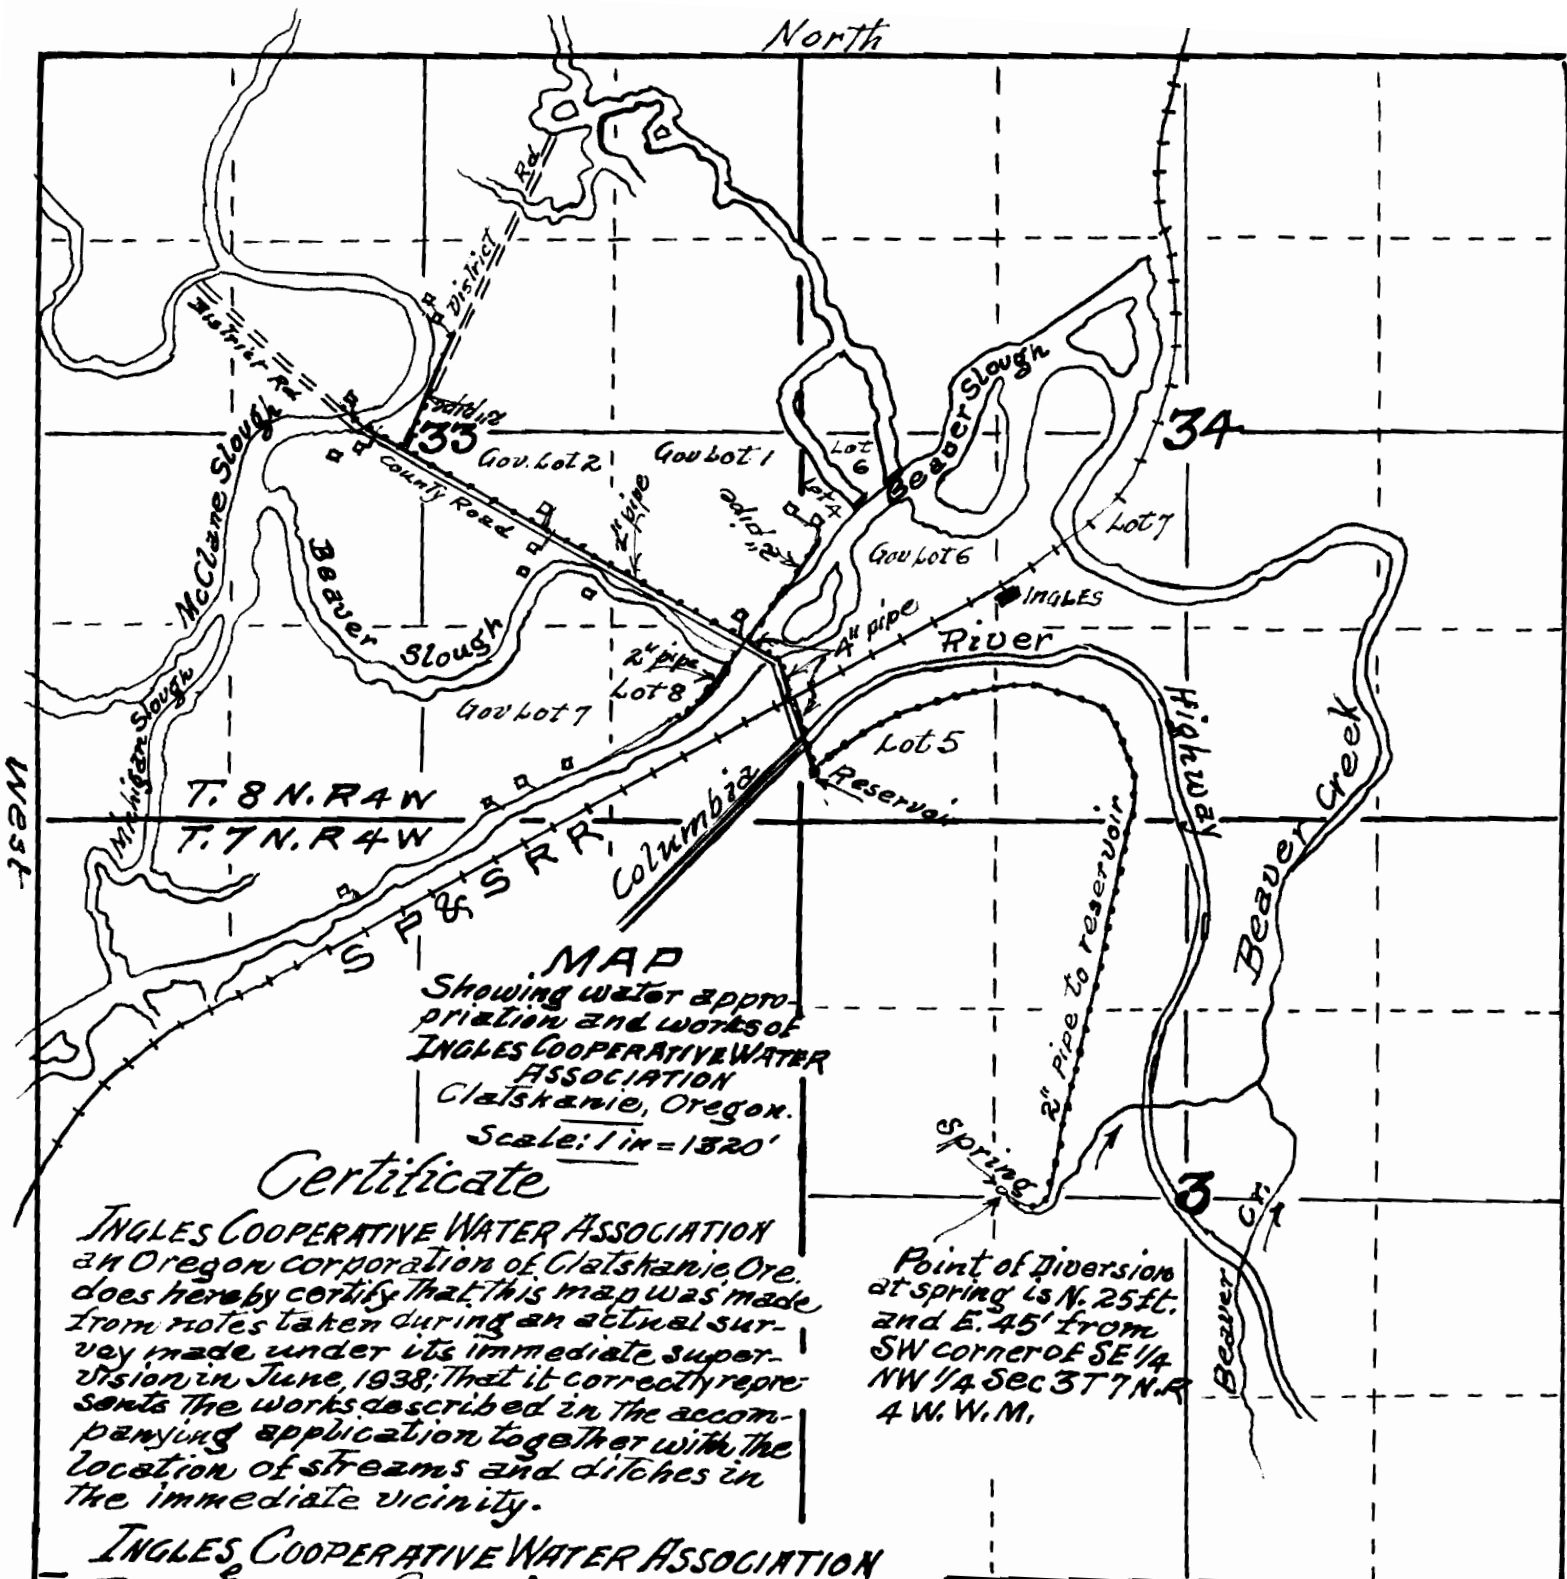 North
Rd
District
District Rd
2" pipe
33
34
Gov. Lot 2
Gov Lot 1
Lot
6
Lot 4
Beaver Slough
McClane Slough
County Road
2" pipe
2" pipe
Gov Lot 6
Lot 7
INGLES
Beaver
Slough
4" pipe
River
2" pipe
Lot 8
Gov Lot 7
Michigan Slough
Highway
Lot 5
Reservoir
Columbia
T. 8 N. R 4 W
T. 7 N. R 4 W
West
S P & S R R
Beaver Creek
2" pipe to reservoir
MAP
Showing water appro-
priation and works of
INGLES COOPERATIVE WATER
ASSOCIATION
Clatskanie, Oregon.
Scale: 1 in = 1320'
Spring
3
Cr.
Beaver
Point of Diversion
at spring is N. 25 ft.
and E. 45' from
SW corner of SE 1/4
NW 1/4 Sec 3 T 7 N. R
4 W. W. M.
Certificate
INGLES COOPERATIVE WATER ASSOCIATION
an Oregon corporation of Clatskanie, Ore.
does hereby certify That this map was made
from notes taken during an actual sur-
vey made under its immediate super-
vision in June, 1938; That it correctly repre-
sents The works described in the accom-
panying application together with the
location of streams and ditches in
the immediate vicinity.
INGLES COOPERATIVE WATER ASSOCIATION